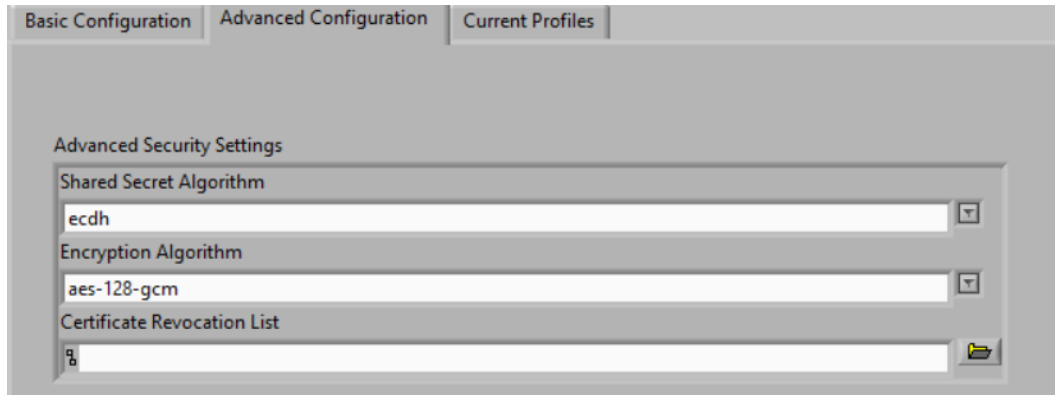 Basic Configuration Advanced Configuration Current Profiles
Advanced Security Settings
Shared Secret Algorithm
ecdh
Encryption Algorithm
aes-128-gcm
Certificate Revocation List